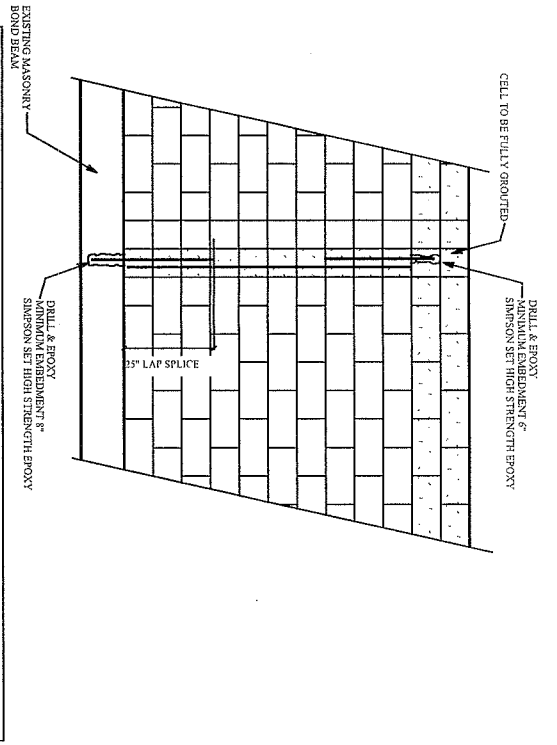 CELL TO BE FULLY GROUTED
DRILL & EPOXY
MINIMUM EMBEDMENT 6"
SIMPSON SET HIGH STRENGTH EPOXY
25" LAP SPLICE
EXISTING MASONRY
BOND BEAM
DRILL & EPOXY
MINIMUM EMBEDMENT 8"
SIMPSON SET HIGH STRENGTH EPOXY